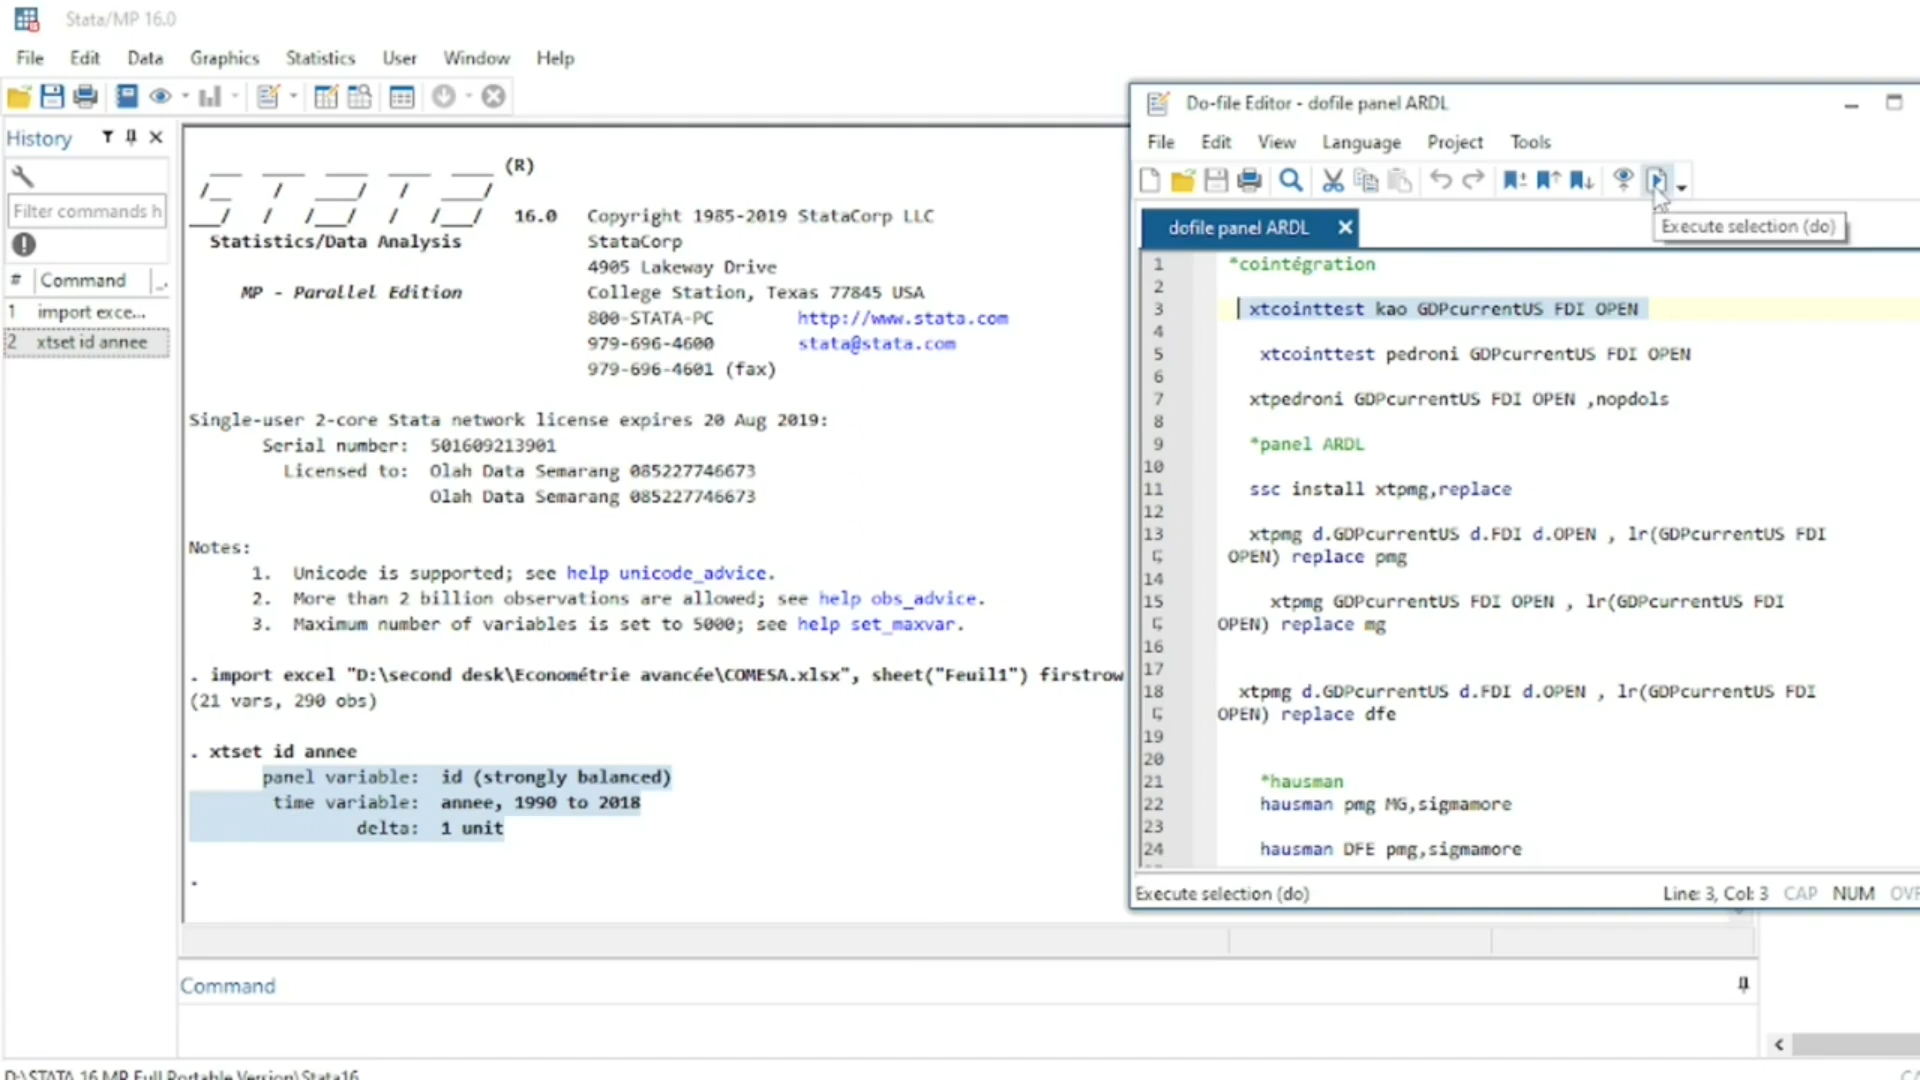 Stata/MP 16.0
File Edit Data Graphics Statistics User Window Help
History
Filter commands h
# Command
1 import exce...
2 xtset id annee
(R)
16.0 Copyright 1985-2019 StataCorp LLC
Statistics/Data Analysis StataCorp
4905 Lakeway Drive
MP - Parallel Edition College Station, Texas 77845 USA
800-STATA-PC http://www.stata.com
979-696-4600 stata@stata.com
979-696-4601 (fax)
Single-user 2-core Stata network license expires 20 Aug 2019:
Serial number: 501609213901
Licensed to: Olah Data Semarang 085227746673
Olah Data Semarang 085227746673
Notes:
1. Unicode is supported; see help unicode_advice.
2. More than 2 billion observations are allowed; see help obs_advice.
3. Maximum number of variables is set to 5000; see help set_maxvar.
. import excel "D:\second desk\Econométrie avancée\COMESA.xlsx", sheet("Feuil1") firstrow
(21 vars, 290 obs)
. xtset id annee
panel variable: id (strongly balanced)
time variable: annee, 1990 to 2018
delta: 1 unit
.
Command
Do-file Editor - dofile panel ARDL
File Edit View Language Project Tools
Execute selection (do)
dofile panel ARDL
1 *cointégration
2
3 xtcointtest kao GDPcurrentUS FDI OPEN
4
5 xtcointtest pedroni GDPcurrentUS FDI OPEN
6
7 xtpedroni GDPcurrentUS FDI OPEN ,nopdols
8
9 *panel ARDL
10
11 ssc install xtpmg,replace
12
13 xtpmg d.GDPcurrentUS d.FDI d.OPEN , lr(GDPcurrentUS FDI
OPEN) replace pmg
14
15 xtpmg GDPcurrentUS FDI OPEN , lr(GDPcurrentUS FDI
OPEN) replace mg
16
17
18 xtpmg d.GDPcurrentUS d.FDI d.OPEN , lr(GDPcurrentUS FDI
OPEN) replace dfe
19
20
21 *hausman
22 hausman pmg MG,sigmamore
23
24 hausman DFE pmg,sigmamore
Execute selection (do) Line: 3, Col: 3 CAP NUM OVR
D:\STATA 16 MP Full Portable Version\Stata16